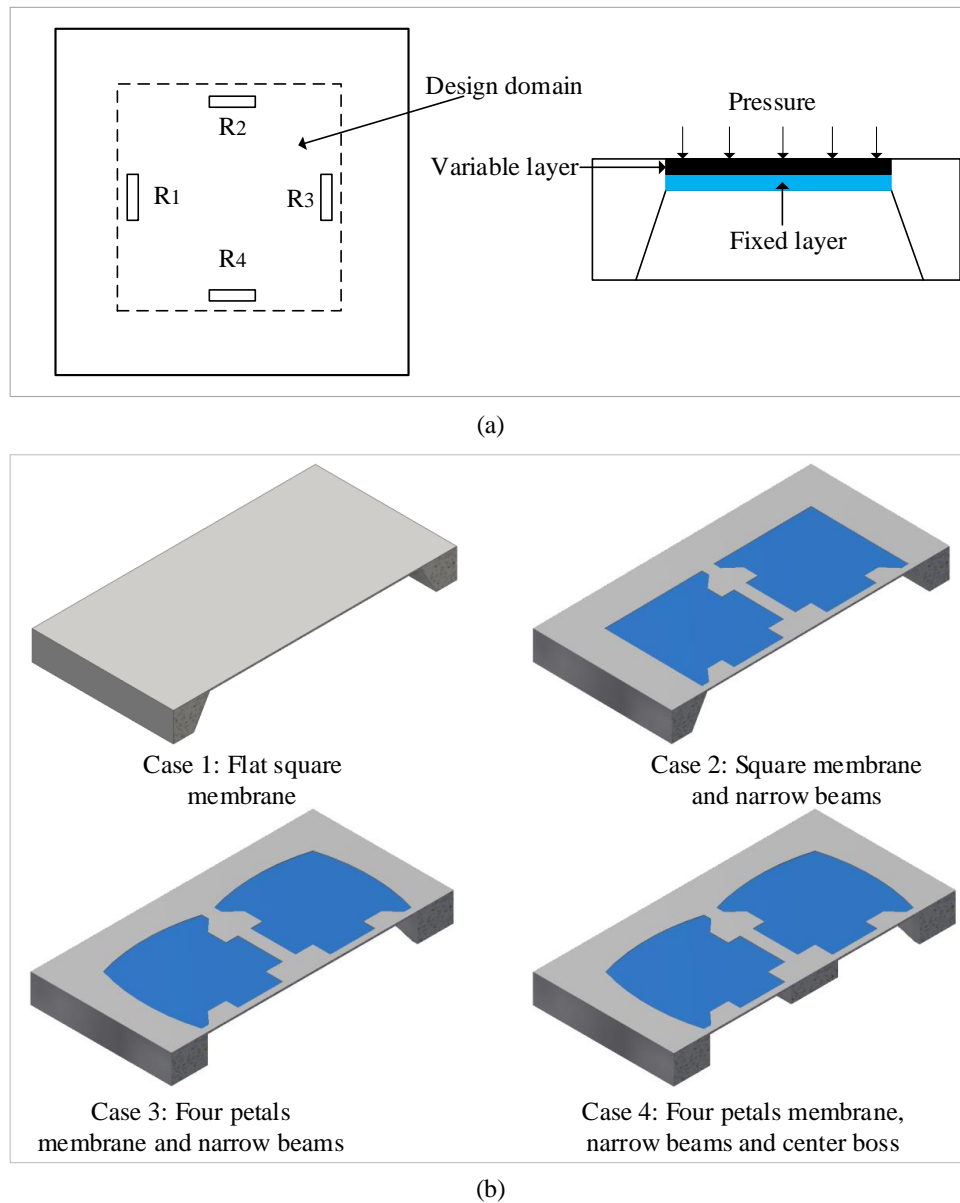 Design domain
R2
R1
R3
R4
Pressure
Variable layer
Fixed layer
(a)
Case 1: Flat square
membrane
Case 2: Square membrane
and narrow beams
Case 3: Four petals
membrane and narrow beams
Case 4: Four petals membrane,
narrow beams and center boss
(b)